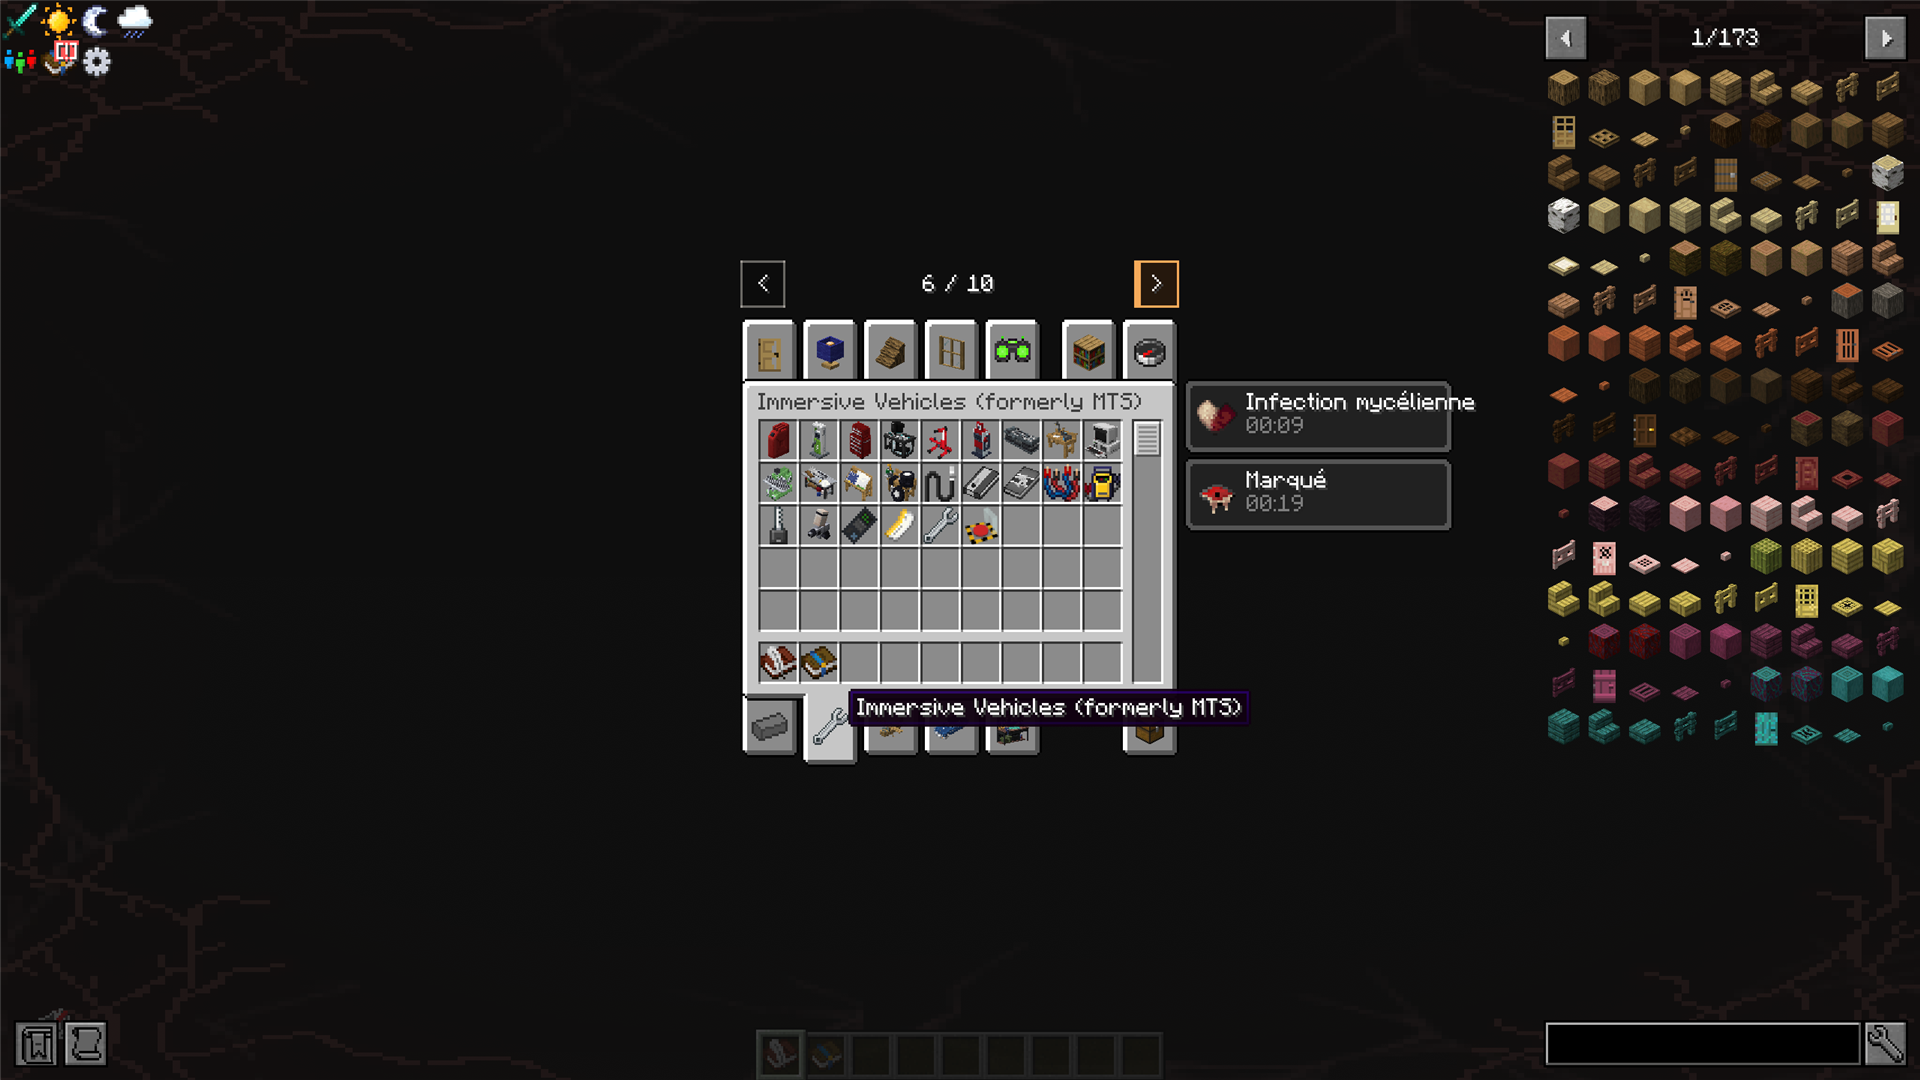 1/173
6 / 10
Immersive Vehicles (formerly MTS)
Infection mycélienne
00:09
Marqué
00:19
Immersive Vehicles (formerly MTS)